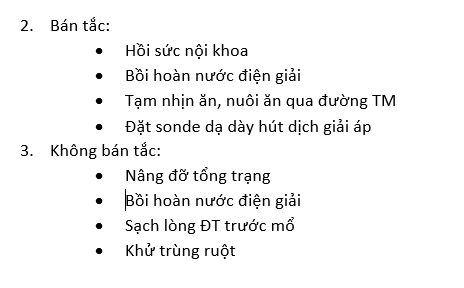 2. Bán tắc:
• Hồi sức nội khoa
• Bồi hoàn nước điện giải
• Tạm nhịn ăn, nuôi ăn qua đường TM
• Đặt sonde dạ dày hút dịch giải áp
3. Không bán tắc:
• Nâng đỡ tổng trạng
• Bồi hoàn nước điện giải
• Sạch lòng ĐT trước mổ
• Khử trùng ruột